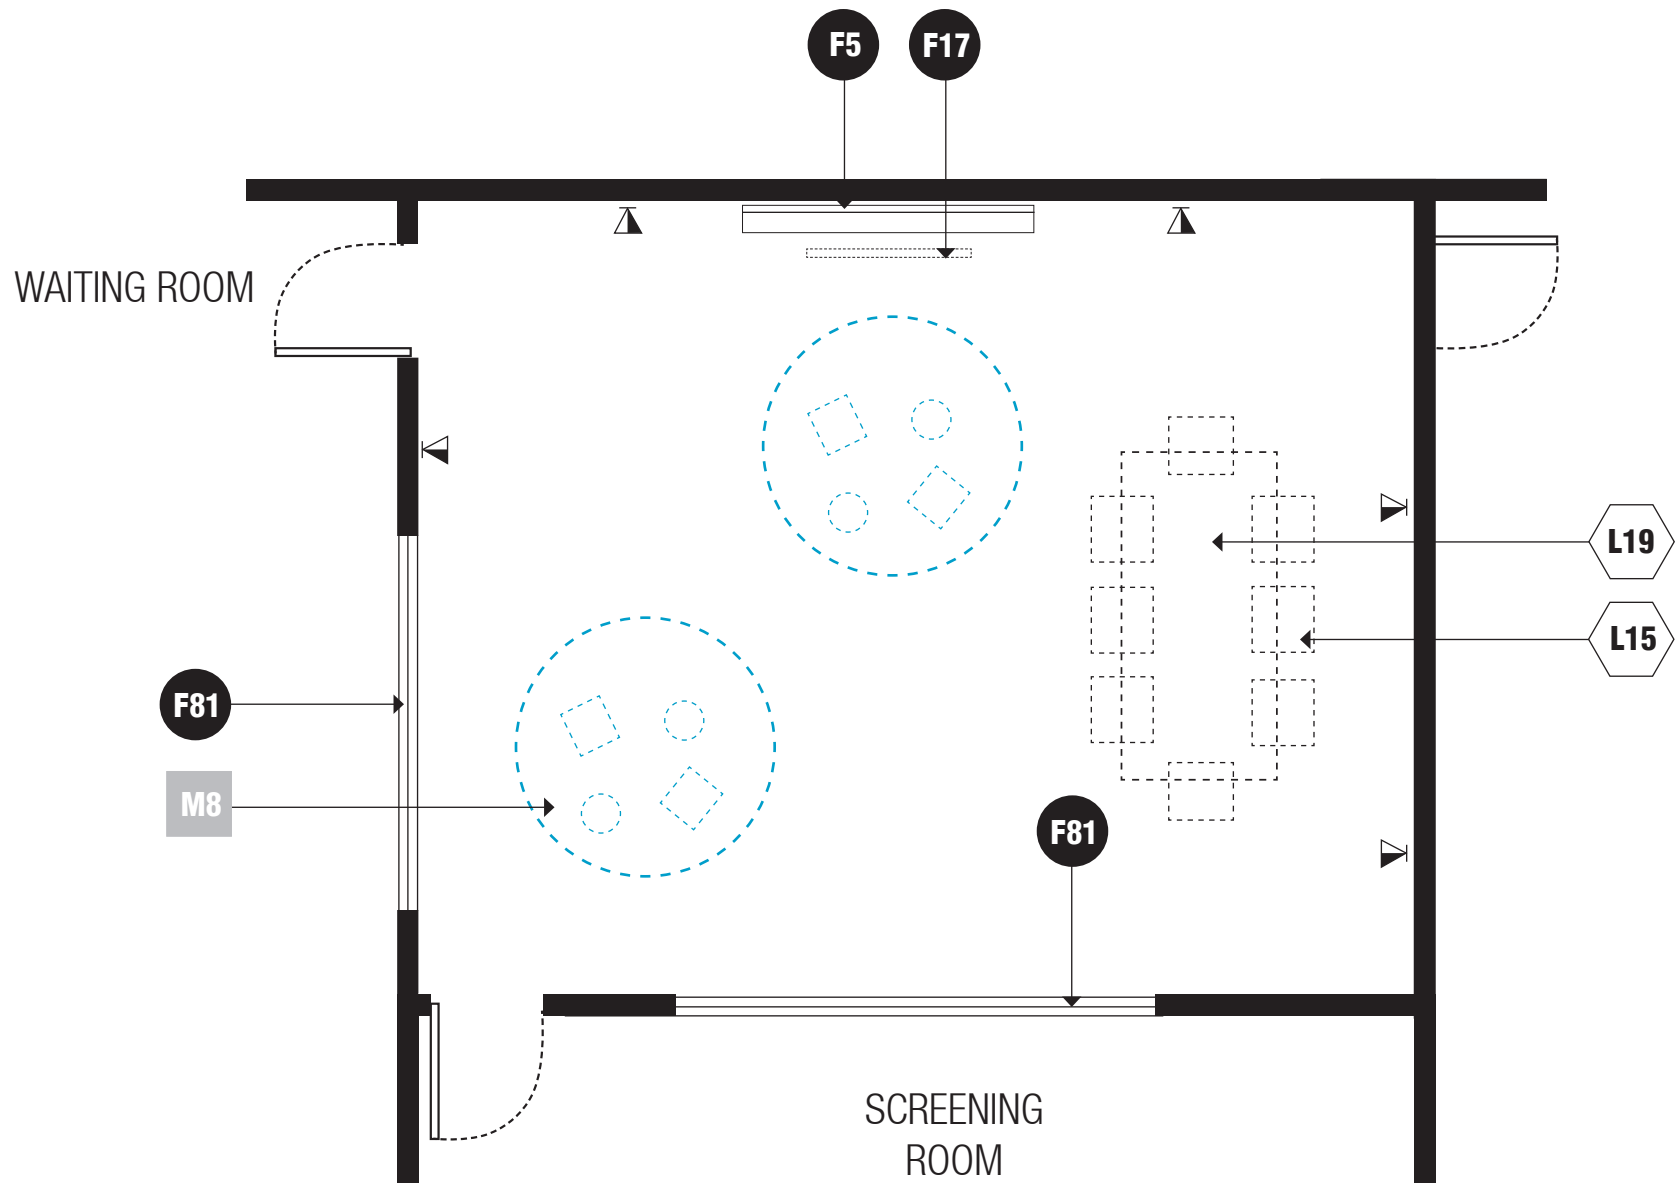 F5
F17
WAITING ROOM
L19
L15
F81
M8
F81
SCREENING
ROOM